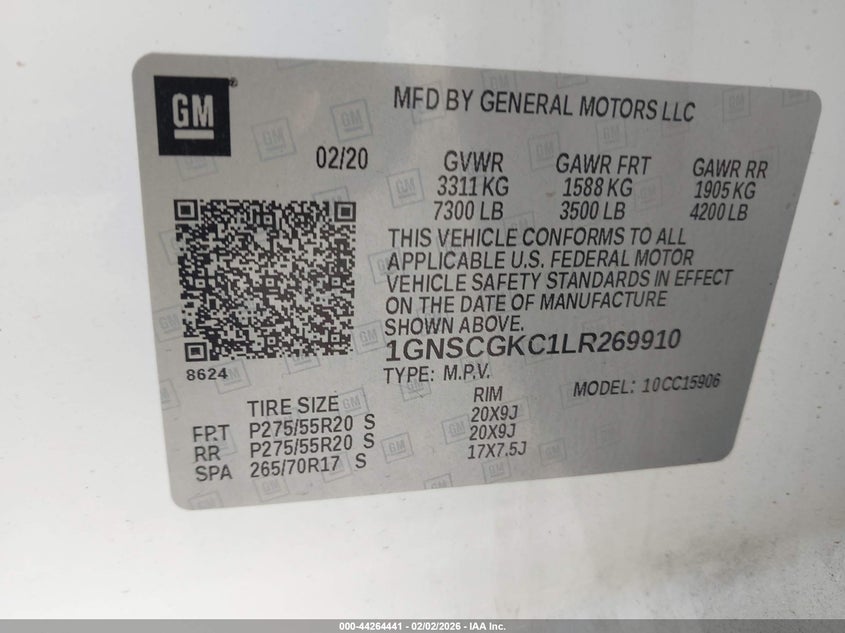 GM
MFD BY GENERAL MOTORS LLC
02/20
GVWR GAWR FRT GAWR RR
3311 KG 1588 KG 1905 KG
7300 LB 3500 LB 4200 LB
THIS VEHICLE CONFORMS TO ALL
APPLICABLE U.S. FEDERAL MOTOR
VEHICLE SAFETY STANDARDS IN EFFECT
ON THE DATE OF MANUFACTURE
SHOWN ABOVE.
1GNSCGKC1LR269910
8624
TYPE: M.P.V. MODEL: 10CC15906
TIRE SIZE RIM
FRT P275/55R20 S 20X9J
RR P275/55R20 S 20X9J
SPA 265/70R17 S 17X7.5J
000-44264441 - 02/02/2026 - IAA Inc.